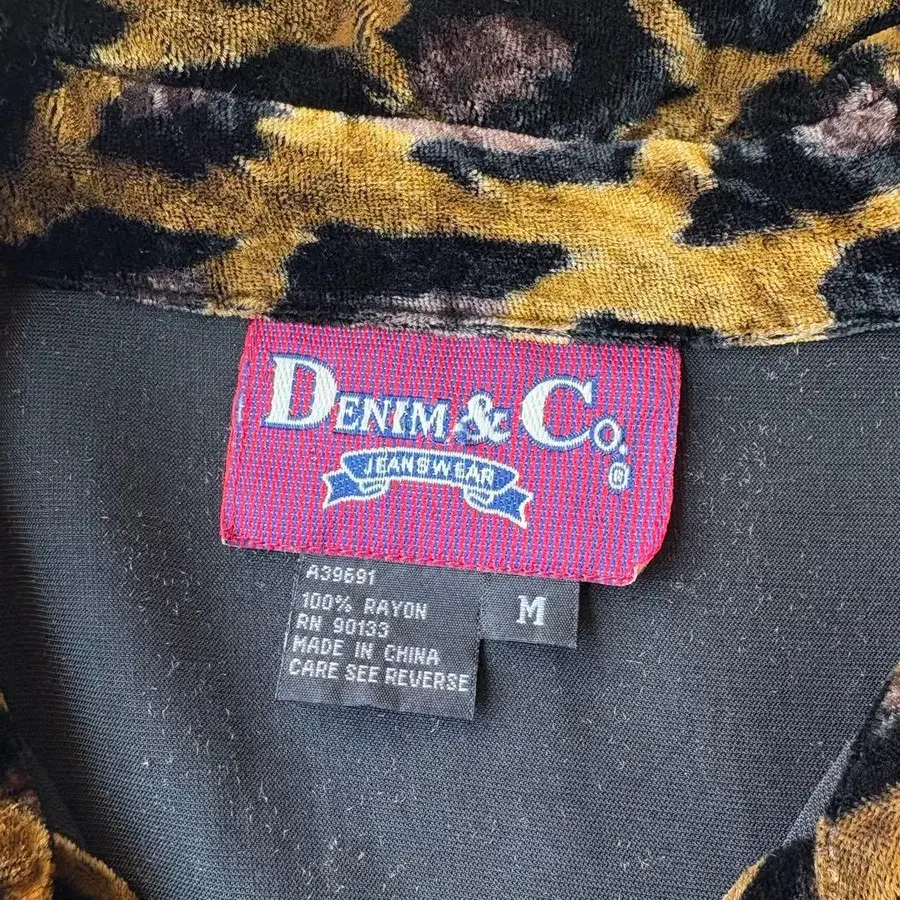 DENIM & CO.®
JEANSWEAR
A39691
100% RAYON
RN 90133
MADE IN CHINA
CARE SEE REVERSE
M